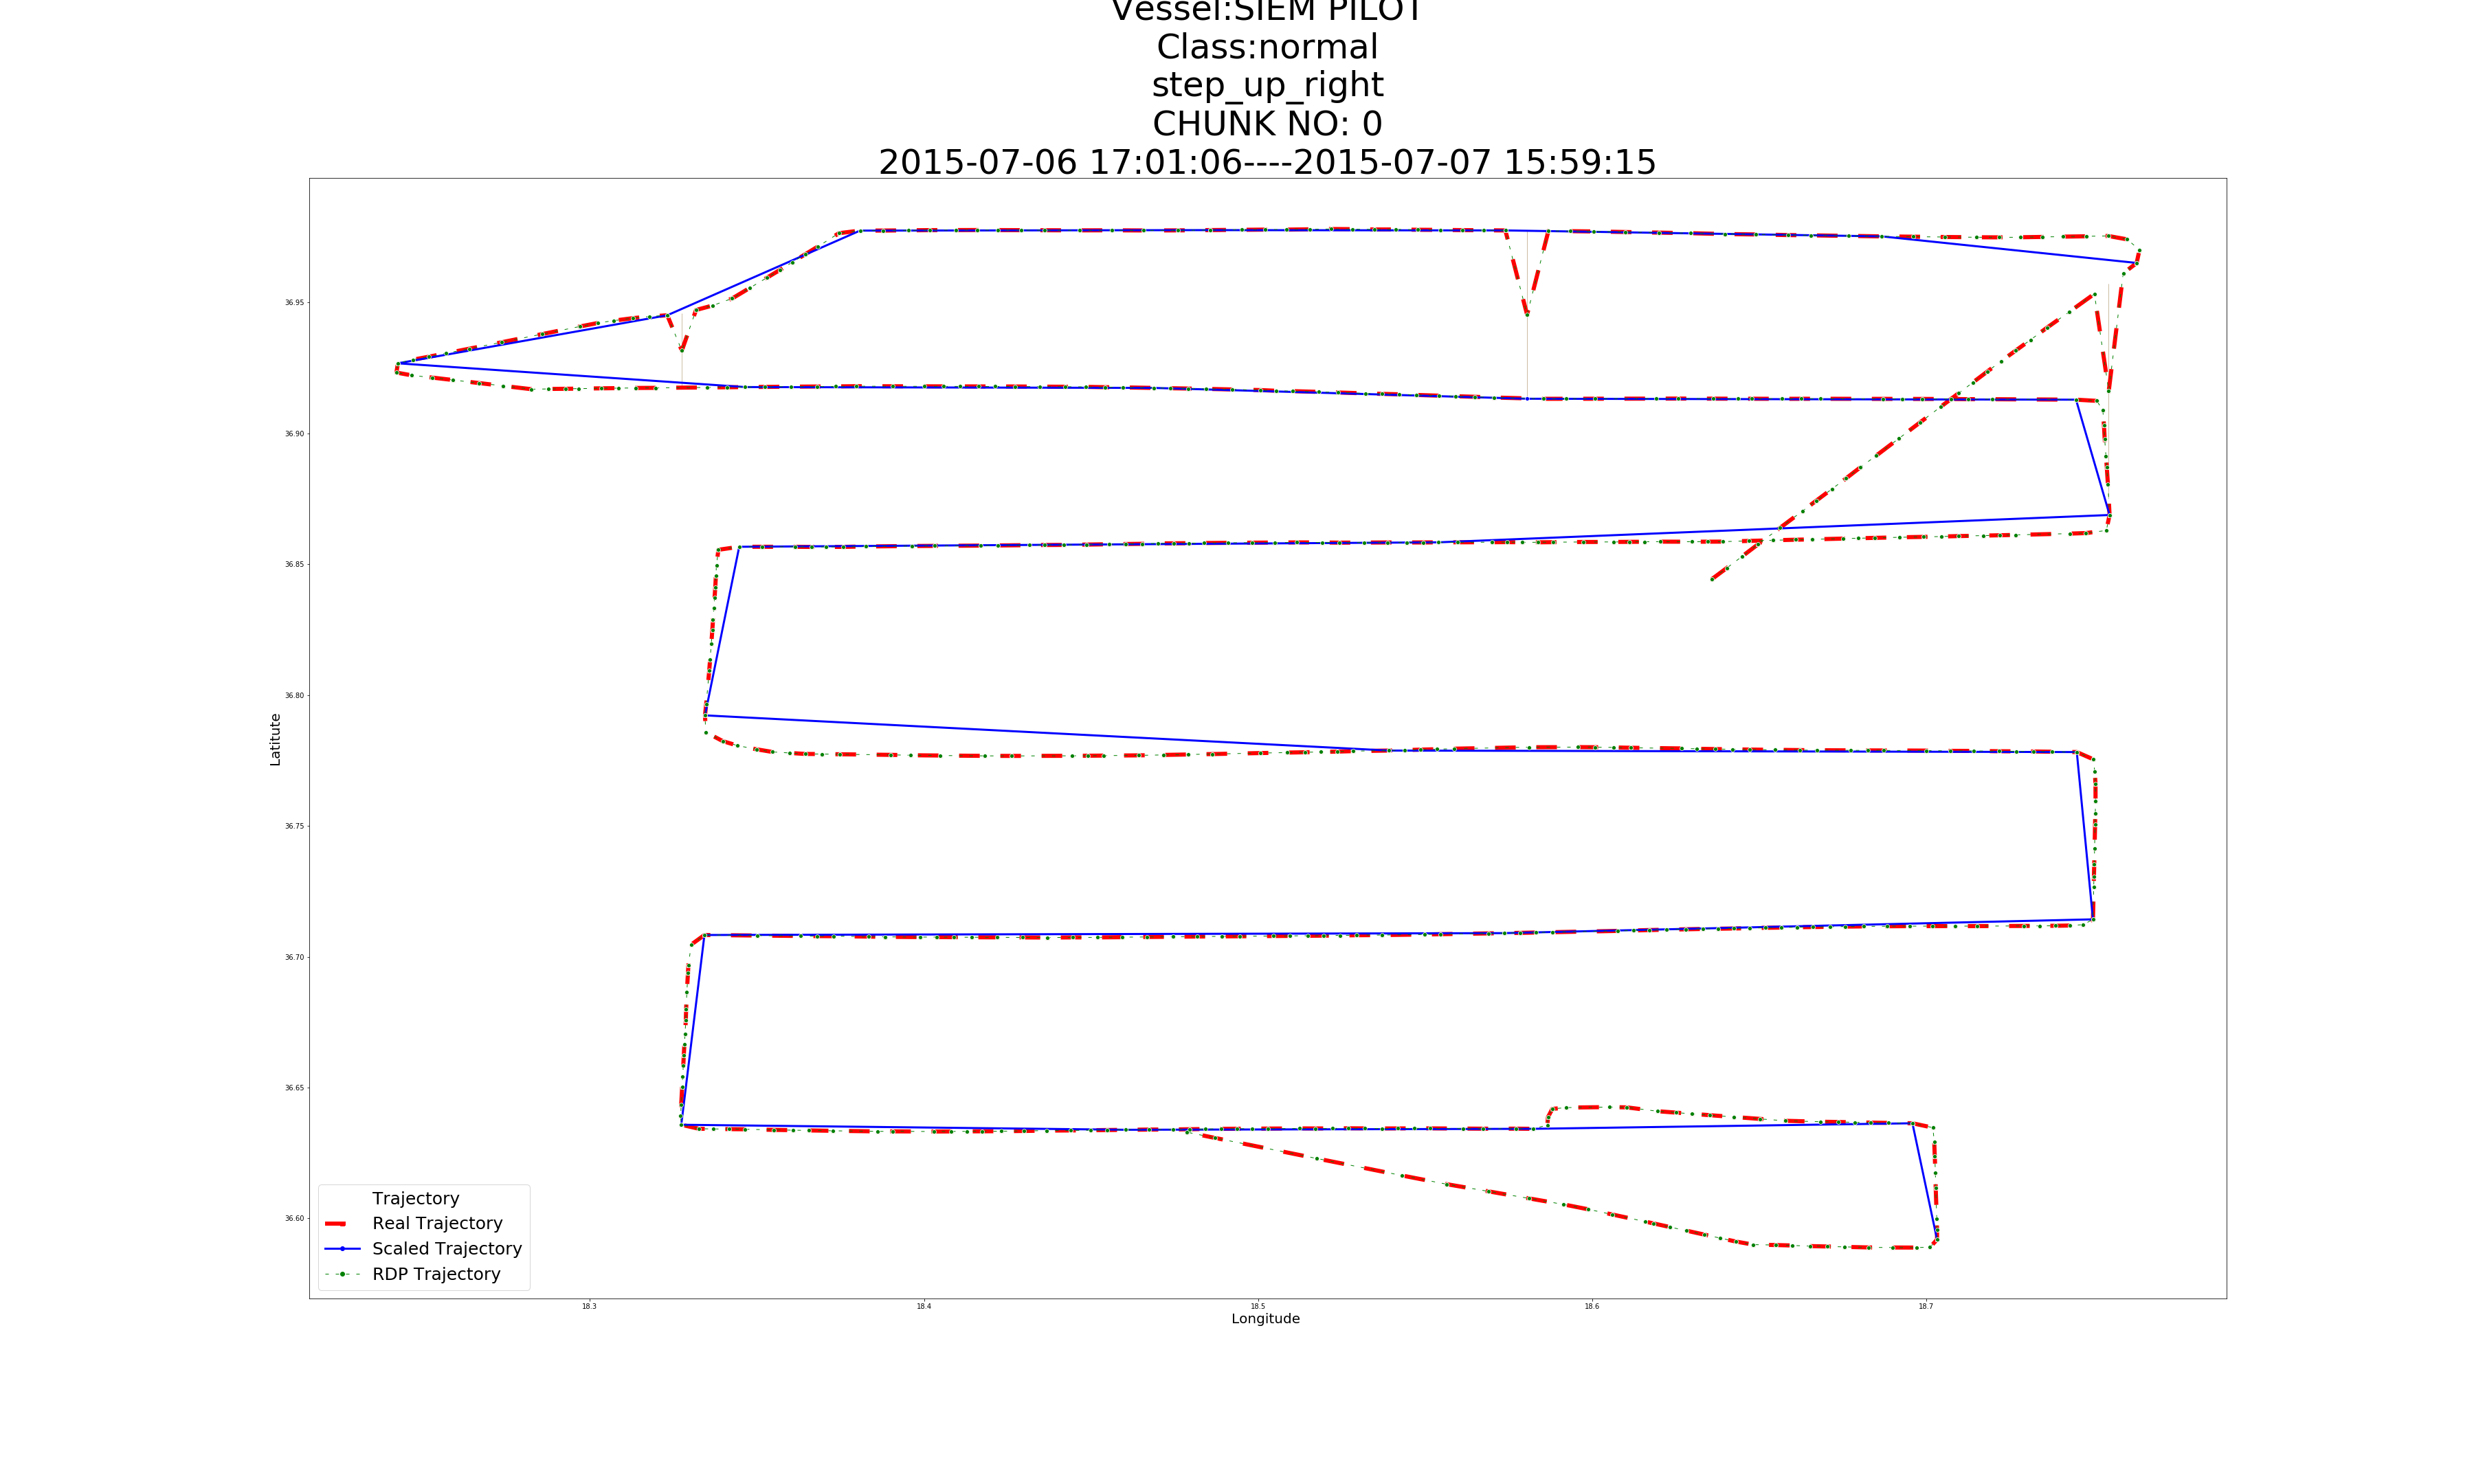 Vessel:SIEM PILOT
Class:normal
step_up_right
CHUNK NO: 0
2015-07-06 17:01:06----2015-07-07 15:59:15
36.95
36.90
36.85
36.80
36.75
36.70
36.65
36.60
Latitude
Trajectory
Real Trajectory
Scaled Trajectory
RDP Trajectory
18.3
18.4
18.5
18.6
18.7
Longitude